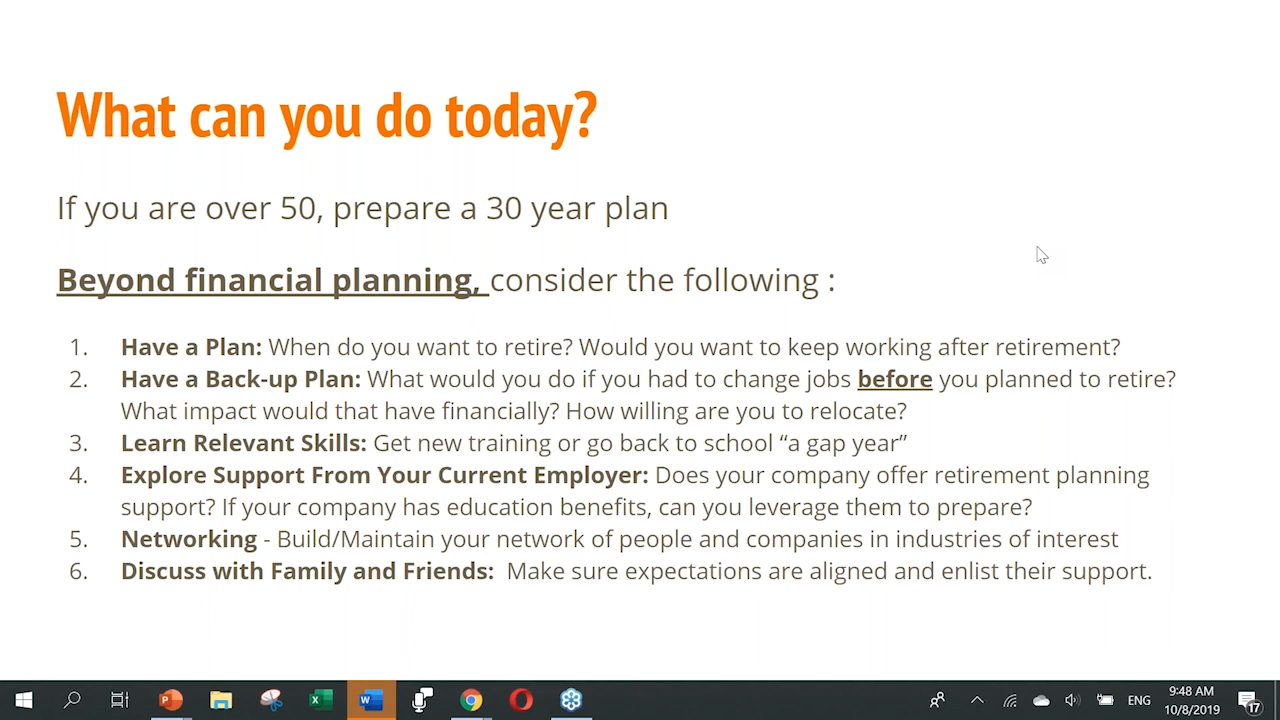 What can you do today?
If you are over 50, prepare a 30 year plan
Beyond financial planning, consider the following :
1. Have a Plan: When do you want to retire? Would you want to keep working after retirement?
2. Have a Back-up Plan: What would you do if you had to change jobs before you planned to retire?
What impact would that have financially? How willing are you to relocate?
3. Learn Relevant Skills: Get new training or go back to school “a gap year”
4. Explore Support From Your Current Employer: Does your company offer retirement planning
support? If your company has education benefits, can you leverage them to prepare?
5. Networking - Build/Maintain your network of people and companies in industries of interest
6. Discuss with Family and Friends: Make sure expectations are aligned and enlist their support.
ENG
9:48 AM
10/8/2019
17